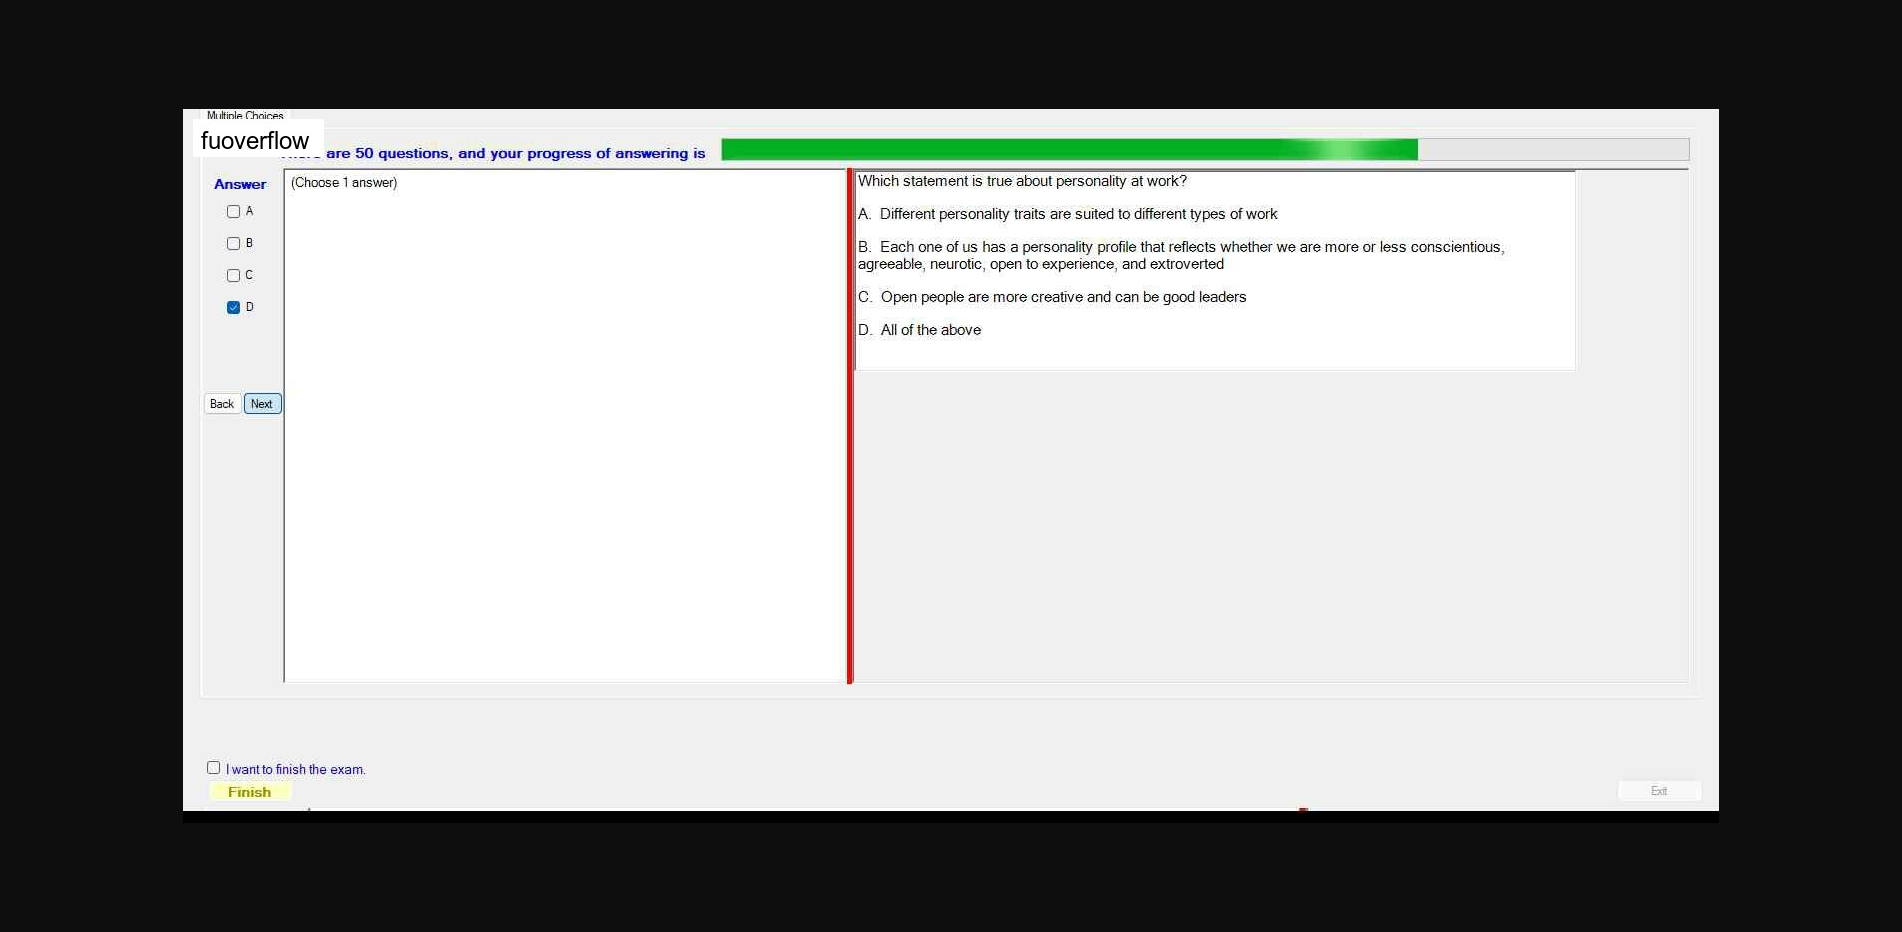 Multiple Choices
fuoverflow
are 50 questions, and your progress of answering is
Answer
(Choose 1 answer)
A
B
C
D
Back
Next
Which statement is true about personality at work?
A. Different personality traits are suited to different types of work
B. Each one of us has a personality profile that reflects whether we are more or less conscientious,
agreeable, neurotic, open to experience, and extroverted
C. Open people are more creative and can be good leaders
D. All of the above
I want to finish the exam.
Finish
Exit